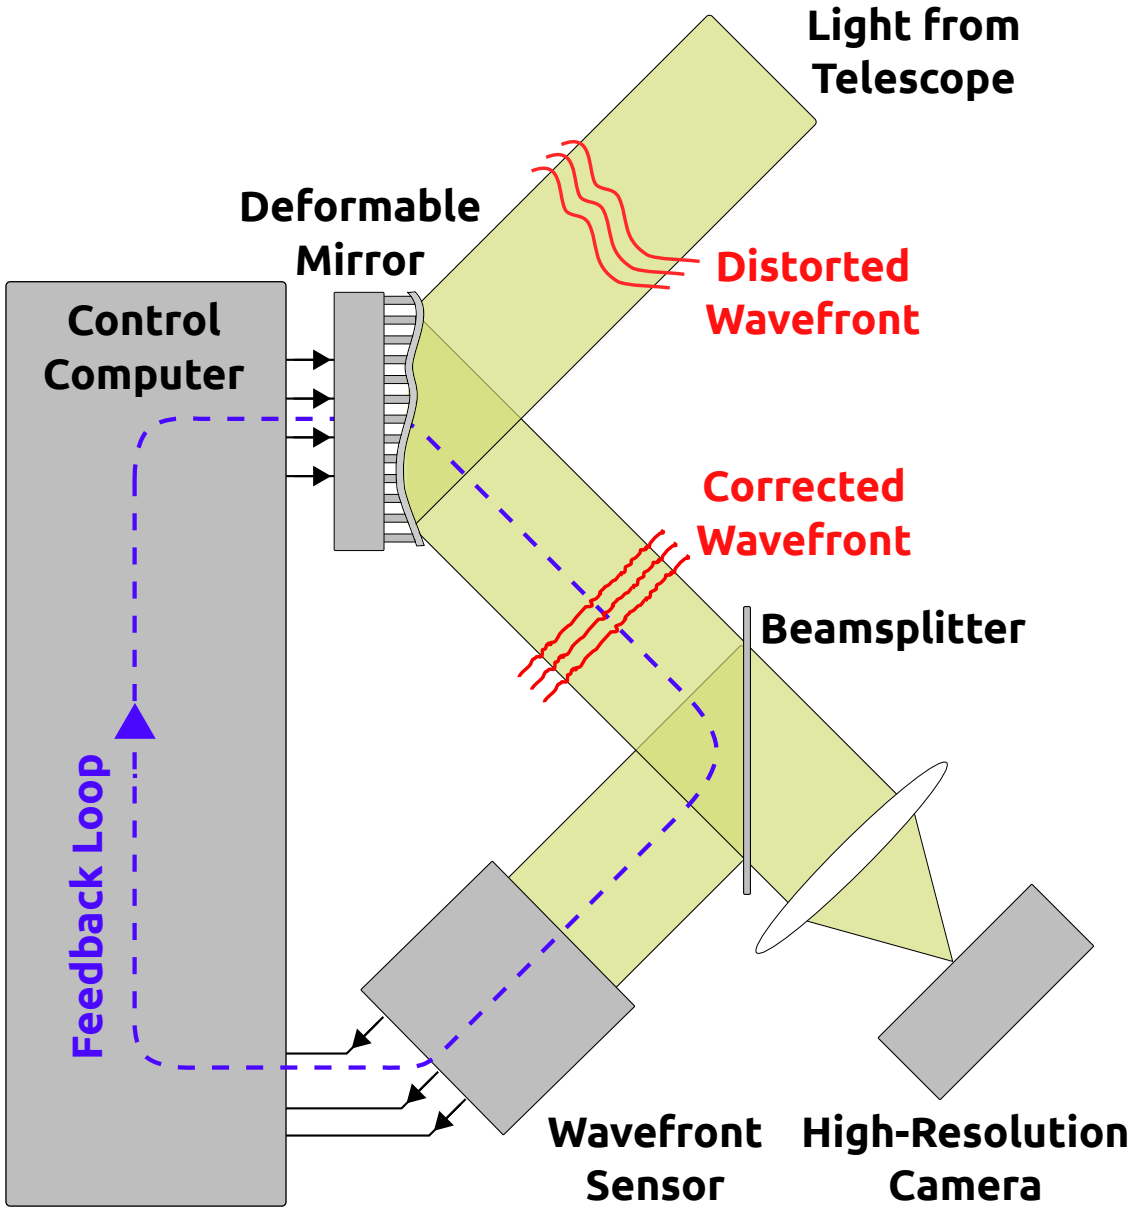 Light from
Telescope
Deformable
Mirror
Distorted
Wavefront
Control
Computer
Corrected
Wavefront
Beamsplitter
Feedback Loop
Wavefront
Sensor
High-Resolution
Camera